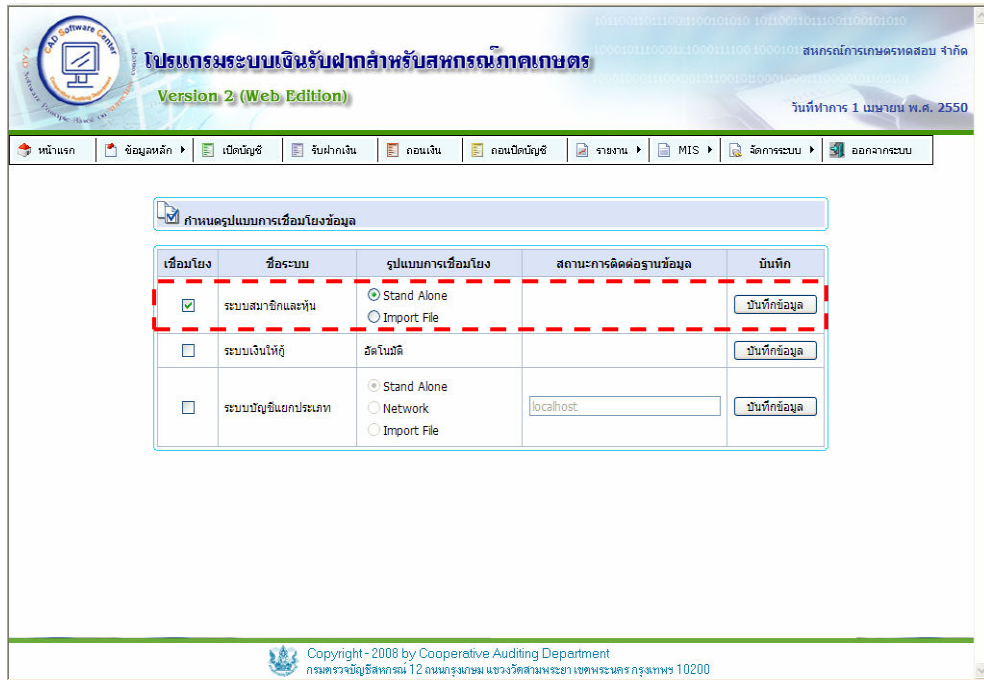 CAD Software Center
โปรแกรมระบบเงินรับฝากสำหรับสหกรณ์ภาคเกษตร
Version 2 (Web Edition)
สหกรณ์การเกษตรทดสอบ จำกัด
วันที่ทำการ 1 เมษายน พ.ศ. 2550
หน้าแรก ข้อมูลหลัก เปิดบัญชี รับฝากเงิน ถอนเงิน ถอนปิดบัญชี รายงาน MIS จัดการระบบ ออกจากระบบ
กำหนดรูปแบบการเชื่อมโยงข้อมูล
เชื่อมโยง ชื่อระบบ รูปแบบการเชื่อมโยง สถานะการติดต่อฐานข้อมูล บันทึก
ระบบสมาชิกและหุ้น Stand Alone บันทึกข้อมูล
Import File
ระบบเงินให้กู้ อัตโนมัติ บันทึกข้อมูล
Stand Alone
ระบบบัญชีแยกประเภท Network localhost บันทึกข้อมูล
Import File
Copyright - 2008 by Cooperative Auditing Department
กรมตรวจบัญชีสหกรณ์ 12 ถนนกรุงเกษม แขวงวัดสามพระยา เขตพระนคร กรุงเทพฯ 10200